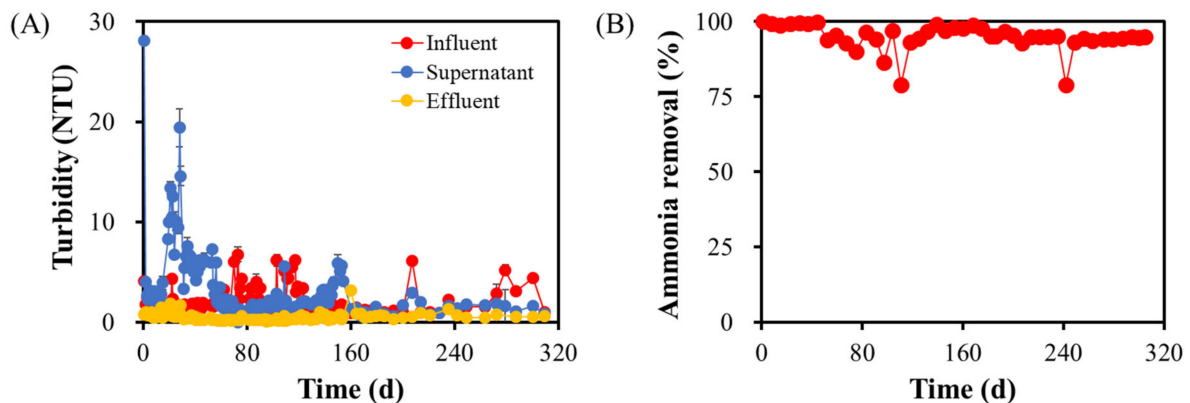 (A)
Turbidity (NTU)
30
20
10
0
Influent
Supernatant
Effluent
0 80 160 240 320
Time (d)
(B)
Ammonia removal (%)
100
75
50
25
0
0 80 160 240 320
Time (d)